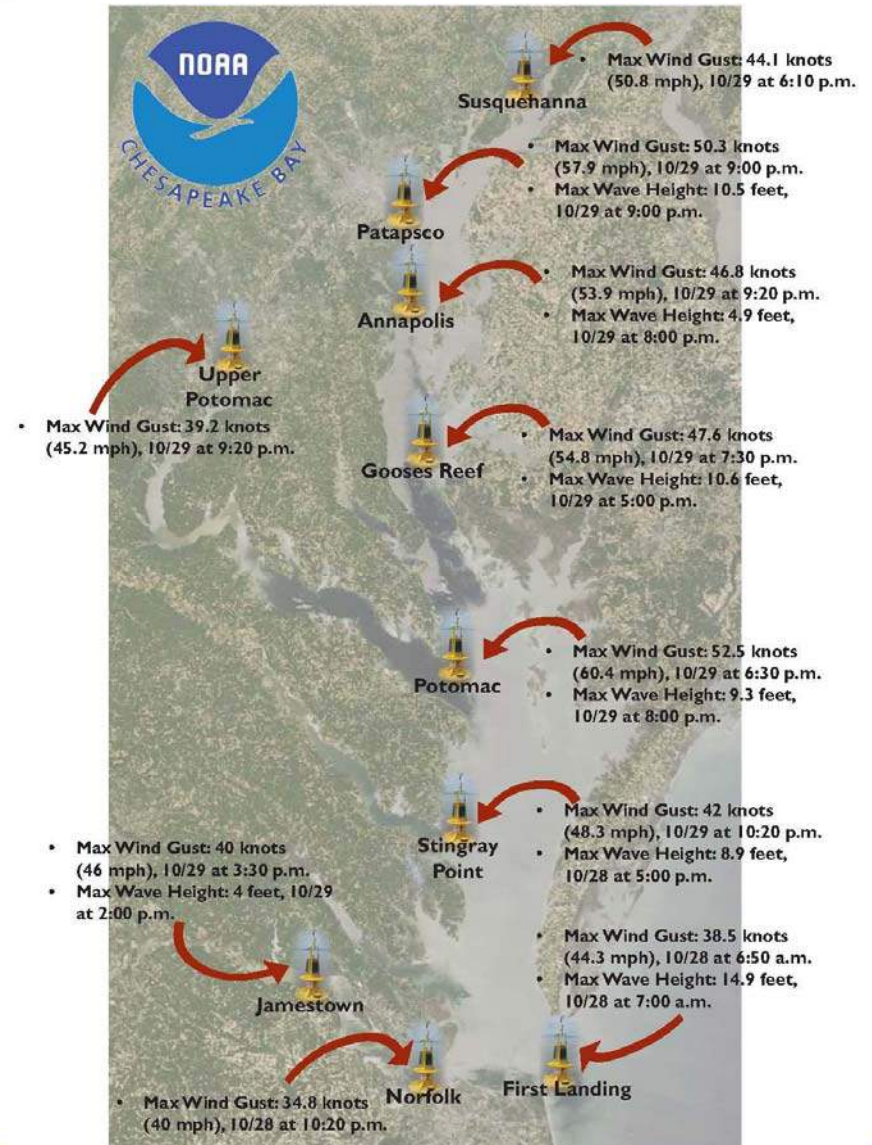 NOAA
CHESAPEAKE BAY
• Max Wind Gust: 44.1 knots
(50.8 mph), 10/29 at 6:10 p.m.
Susquehanna
• Max Wind Gust: 50.3 knots
(57.9 mph), 10/29 at 9:00 p.m.
• Max Wave Height: 10.5 feet,
10/29 at 9:00 p.m.
Patapsco
• Max Wind Gust: 46.8 knots
(53.9 mph), 10/29 at 9:20 p.m.
• Max Wave Height: 4.9 feet,
10/29 at 8:00 p.m.
Annapolis
Upper
Potomac
• Max Wind Gust: 39.2 knots
(45.2 mph), 10/29 at 9:20 p.m.
• Max Wind Gust: 47.6 knots
(54.8 mph), 10/29 at 7:30 p.m.
• Max Wave Height: 10.6 feet,
10/29 at 5:00 p.m.
Gooses Reef
• Max Wind Gust: 52.5 knots
(60.4 mph), 10/29 at 6:30 p.m.
• Max Wave Height: 9.3 feet,
10/29 at 8:00 p.m.
Potomac
• Max Wind Gust: 42 knots
(48.3 mph), 10/29 at 10:20 p.m.
• Max Wave Height: 8.9 feet,
10/28 at 5:00 p.m.
Stingray
Point
• Max Wind Gust: 40 knots
(46 mph), 10/29 at 3:30 p.m.
• Max Wave Height: 4 feet, 10/29
at 2:00 p.m.
Jamestown
• Max Wind Gust: 38.5 knots
(44.3 mph), 10/28 at 6:50 a.m.
• Max Wave Height: 14.9 feet,
10/28 at 7:00 a.m.
First Landing
Norfolk
• Max Wind Gust: 34.8 knots
(40 mph), 10/28 at 10:20 p.m.